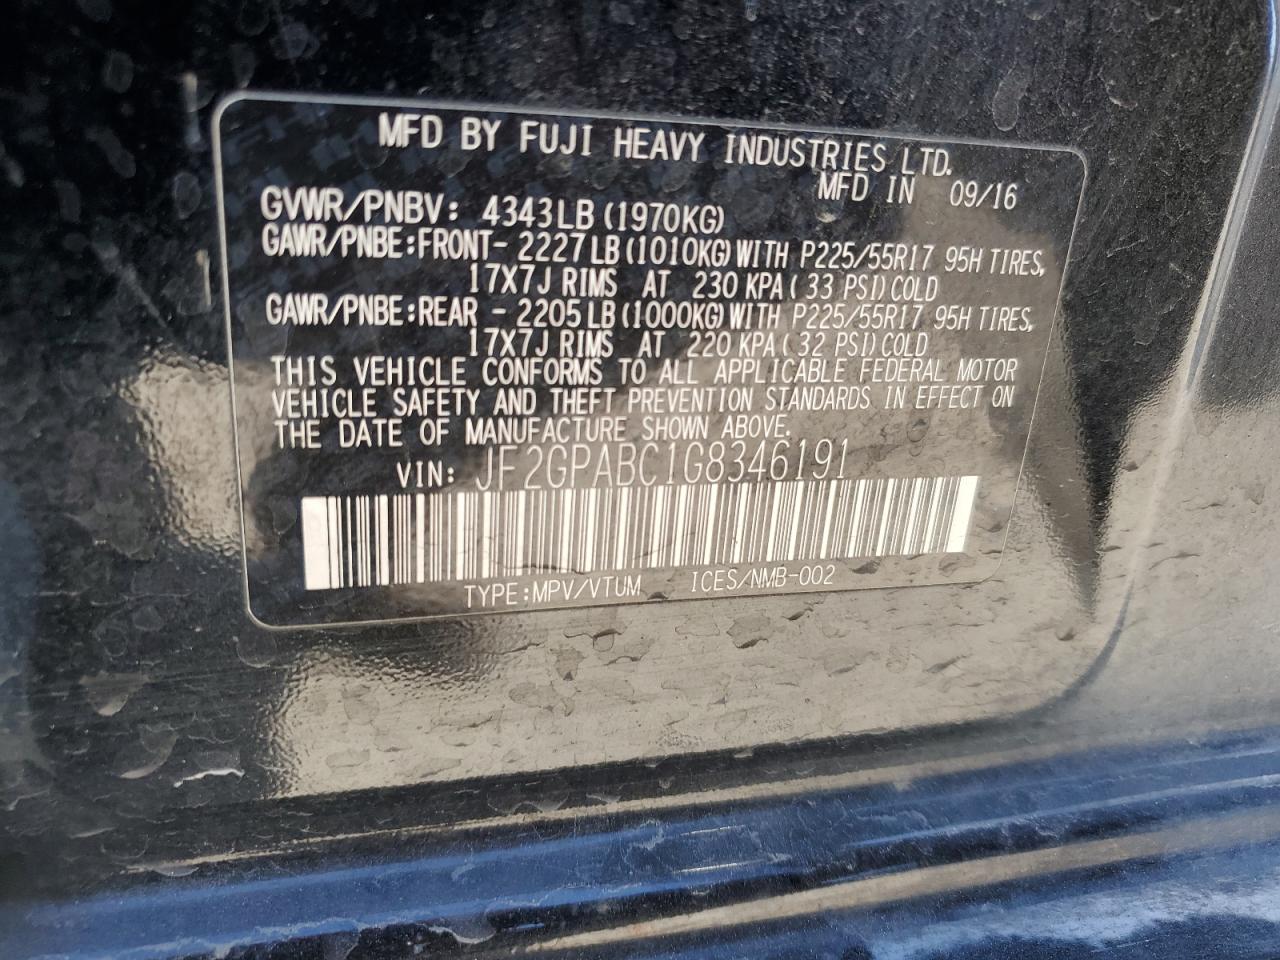 MFD BY FUJI HEAVY INDUSTRIES LTD.
MFD IN 09/16
GVWR/PNBV: 4343LB (1970KG)
GAWR/PNBE:FRONT- 2227LB (1010KG) WITH P225/55R17 95H TIRES,
17X7J RIMS AT 230 KPA ( 33 PSI) COLD
GAWR/PNBE:REAR - 2205LB (1000KG) WITH P225/55R17 95H TIRES,
17X7J RIMS AT 220 KPA ( 32 PSI) COLD
THIS VEHICLE CONFORMS TO ALL APPLICABLE FEDERAL MOTOR
VEHICLE SAFETY AND THEFT PREVENTION STANDARDS IN EFFECT ON
THE DATE OF MANUFACTURE SHOWN ABOVE.
VIN: JF2GPABC1G8346191
TYPE:MPV/VTUM ICES/NMB-002